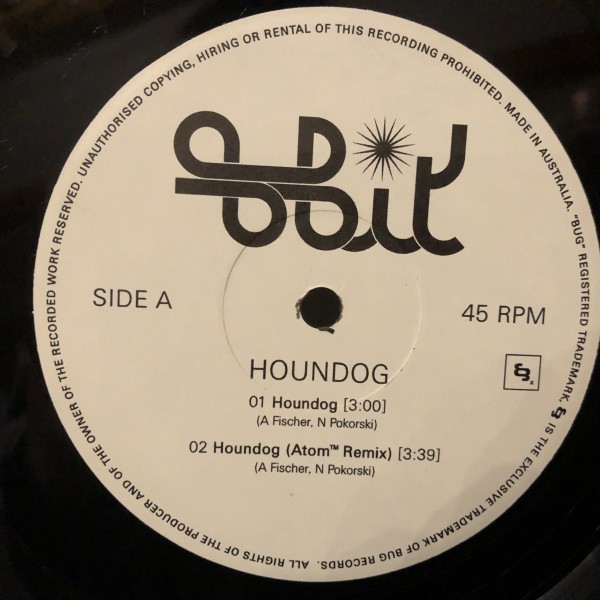 8 Bit
SIDE A
45 RPM
HOUNDOG
01 Houndog [3:00]
(A Fischer, N Pokorski)
02 Houndog (Atom™ Remix) [3:39]
(A Fischer, N Pokorski)
ALL RIGHTS OF THE PRODUCER AND OF THE OWNER OF THE RECORDED WORK RESERVED. UNAUTHORISED COPYING, HIRING OR RENTAL OF THIS RECORDING PROHIBITED. MADE IN AUSTRALIA. "BUG" REGISTERED TRADEMARK. IS THE EXCLUSIVE TRADEMARK OF BUG RECORDS.